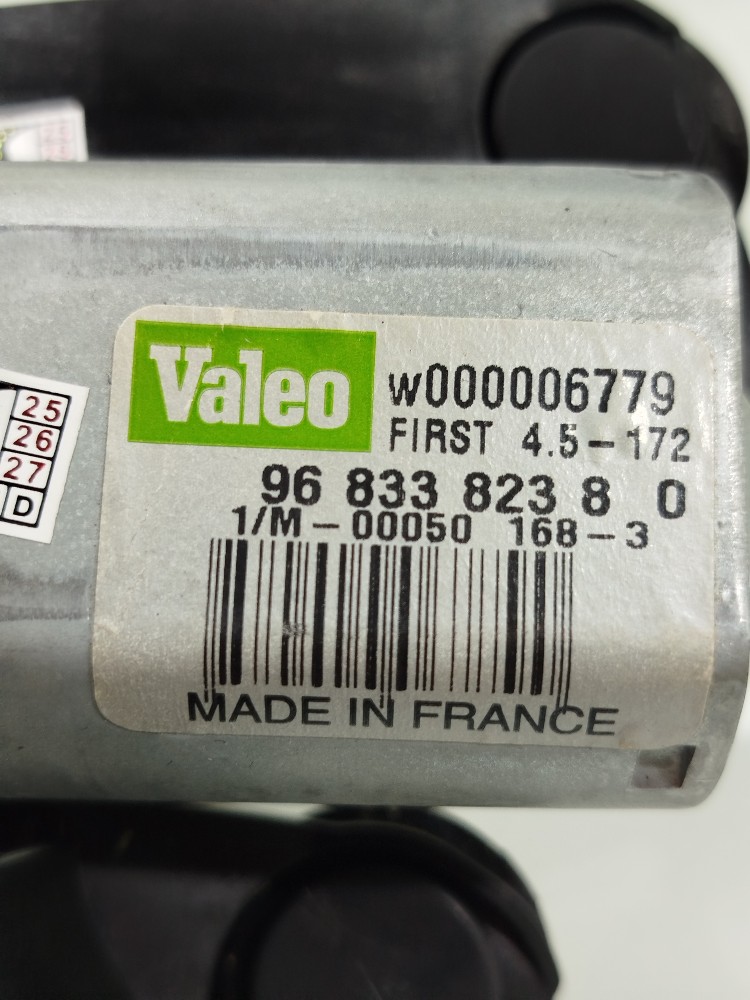 Valeo
w000006779
FIRST 4.5-172
96 833 823 8 0
1/M-00050 168-3
MADE IN FRANCE
25
26
27
D